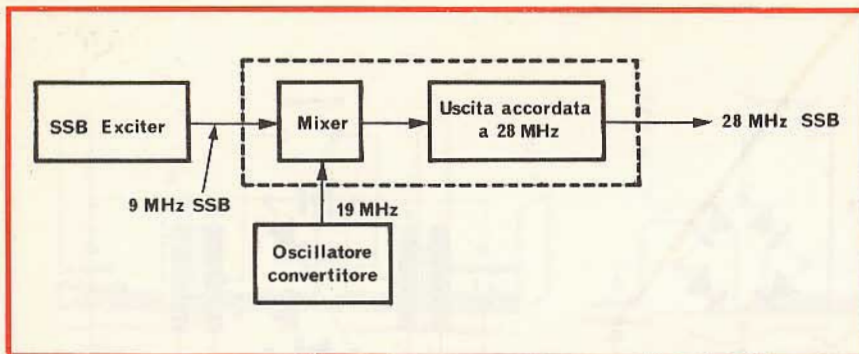 SSB Exciter
9 MHz SSB
Mixer
19 MHz
Oscillatore
convertitore
Uscita accordata
a 28 MHz
28 MHz SSB